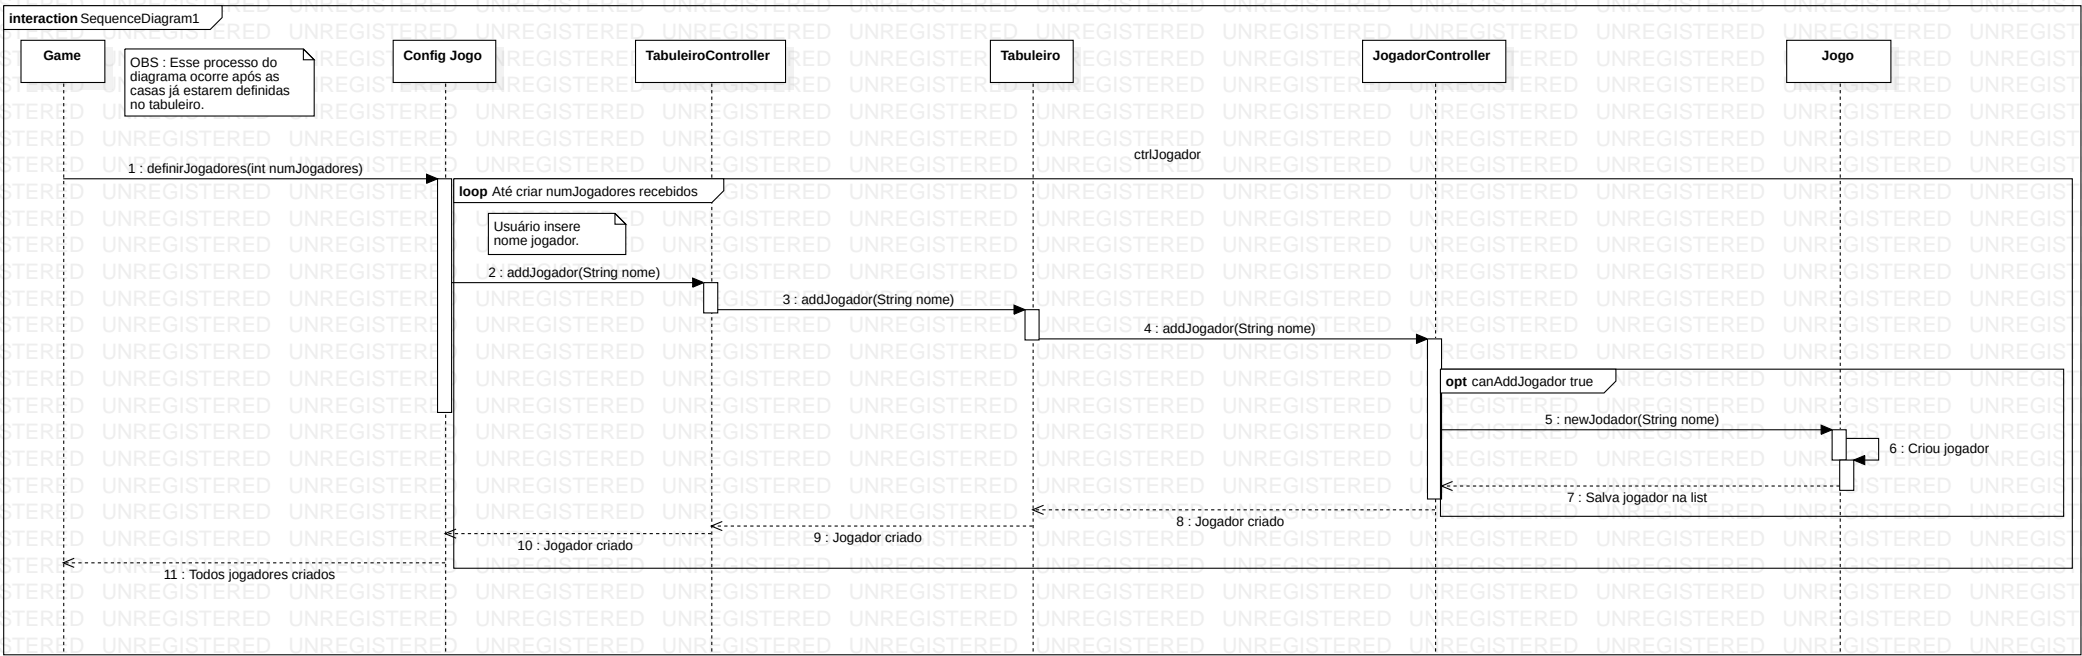 interaction SequenceDiagram1
Game
OBS : Esse processo do
diagrama ocorre após as
casas já estarem definidas
no tabuleiro.
Config Jogo
TabuleiroController
Tabuleiro
JogadorController
Jogo
ctrlJogador
1 : definirJogadores(int numJogadores)
loop Até criar numJogadores recebidos
Usuário insere
nome jogador.
2 : addJogador(String nome)
3 : addJogador(String nome)
4 : addJogador(String nome)
opt canAddJogador true
5 : newJodador(String nome)
6 : Criou jogador
7 : Salva jogador na list
8 : Jogador criado
9 : Jogador criado
10 : Jogador criado
11 : Todos jogadores criados
UNREGISTERED